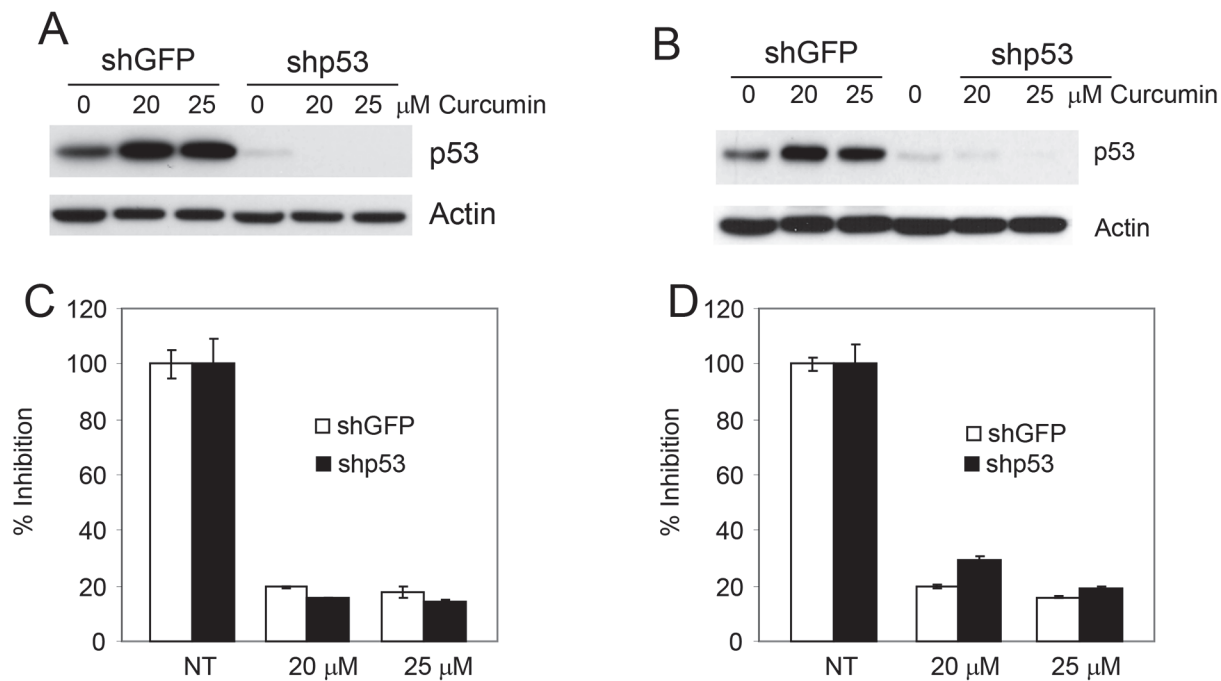 A
shGFP shp53
0 20 25 0 20 25 μM Curcumin
p53
Actin
B
shGFP shp53
0 20 25 0 20 25 μM Curcumin
p53
Actin
C
% Inhibition
120
100
80
60
40
20
0
shGFP
shp53
NT 20 μM 25 μM
D
% Inhibition
120
100
80
60
40
20
0
shGFP
shp53
NT 20 μM 25 μM